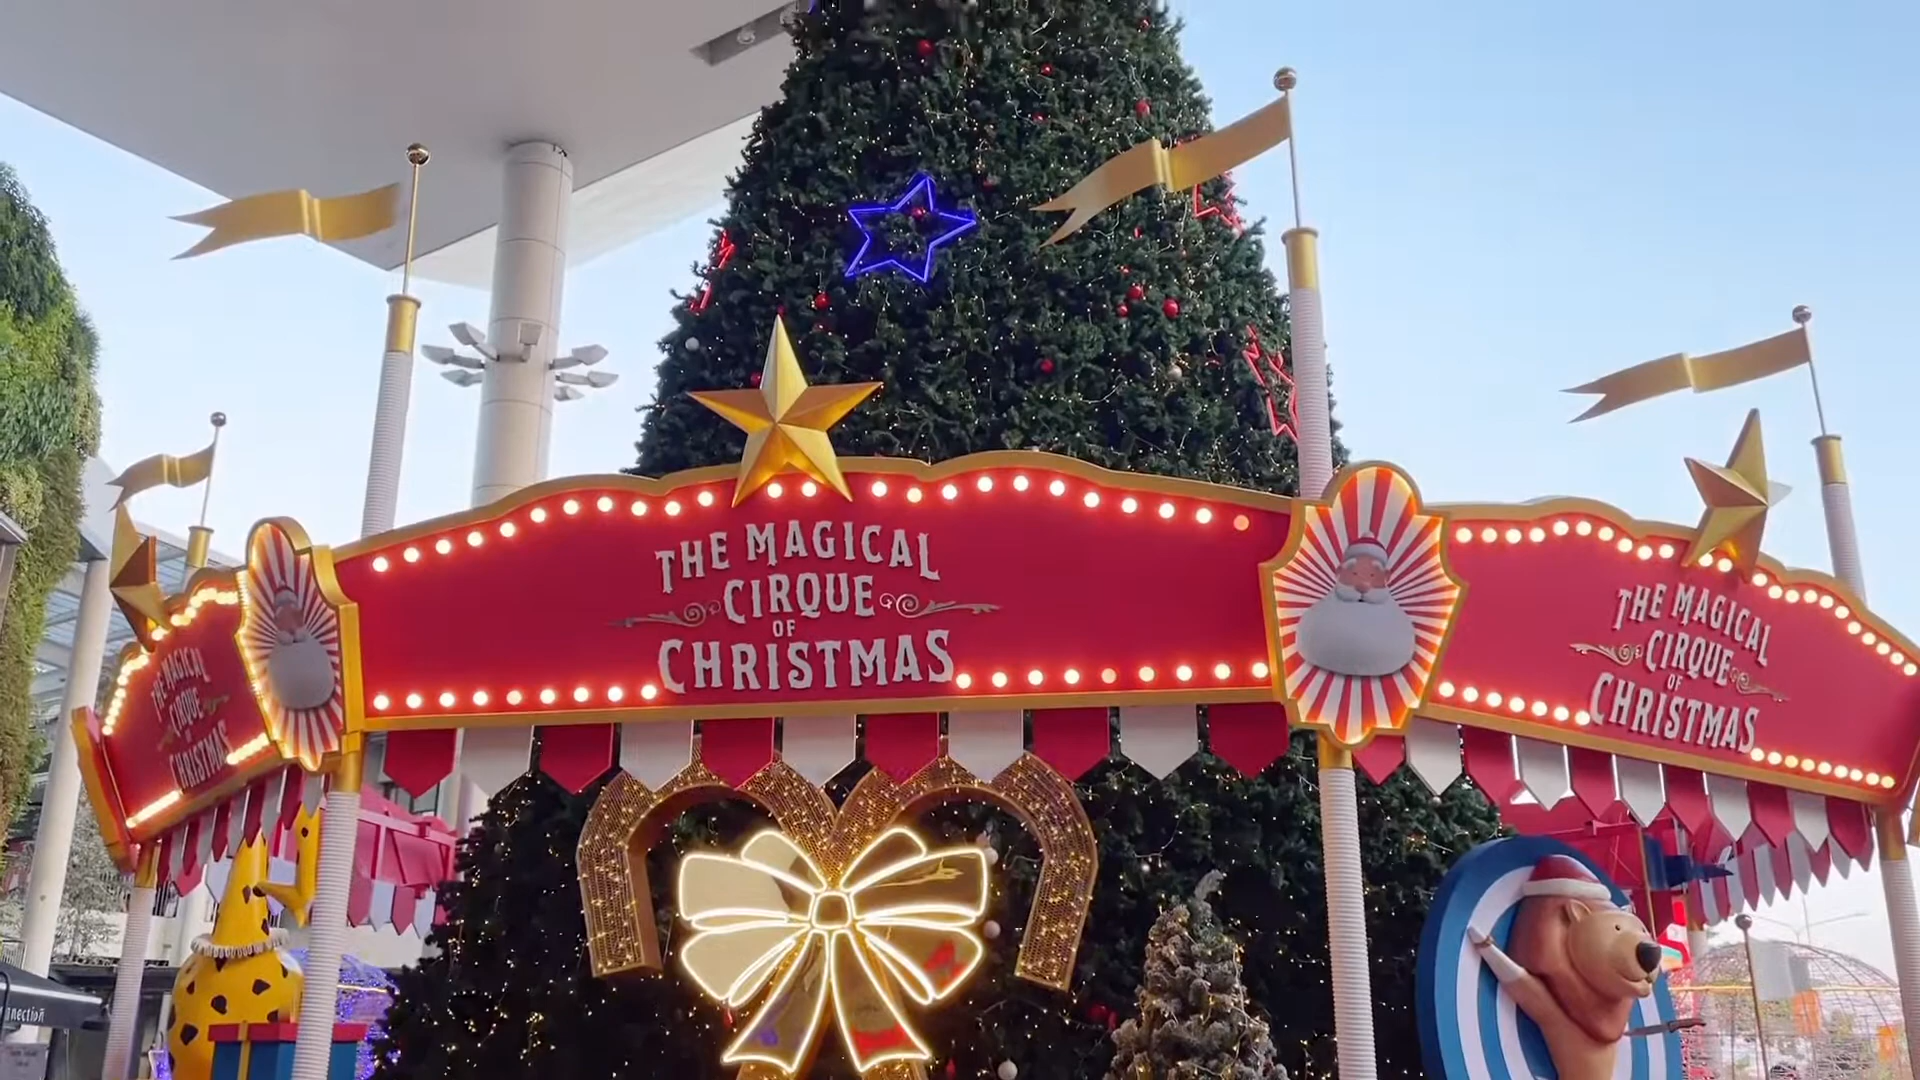 THE MAGICAL
CIRQUE
OF
CHRISTMAS
THE MAGICAL
CIRQUE
OF
CHRISTMAS
THE MAGICAL
CIRQUE
OF
CHRISTMAS